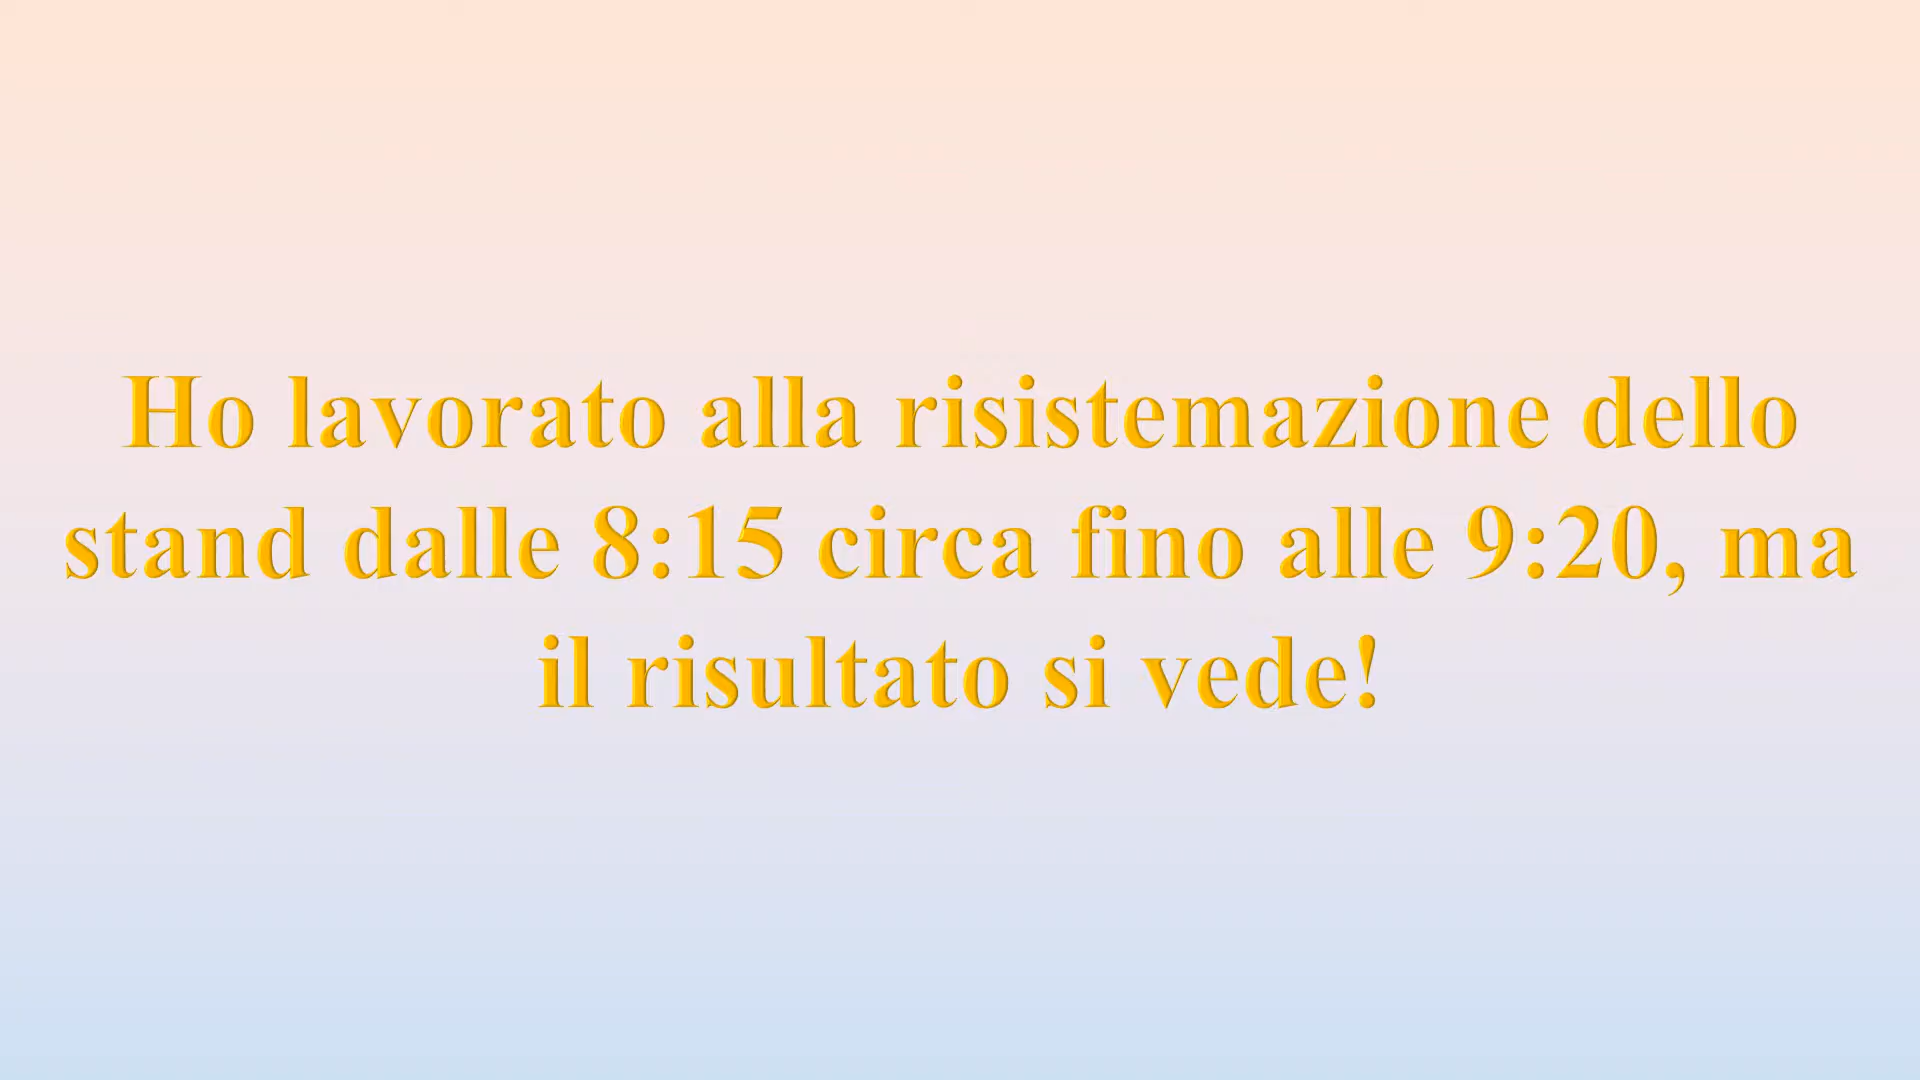 Ho lavorato alla risistemazione dello
stand dalle 8:15 circa fino alle 9:20, ma
il risultato si vede!